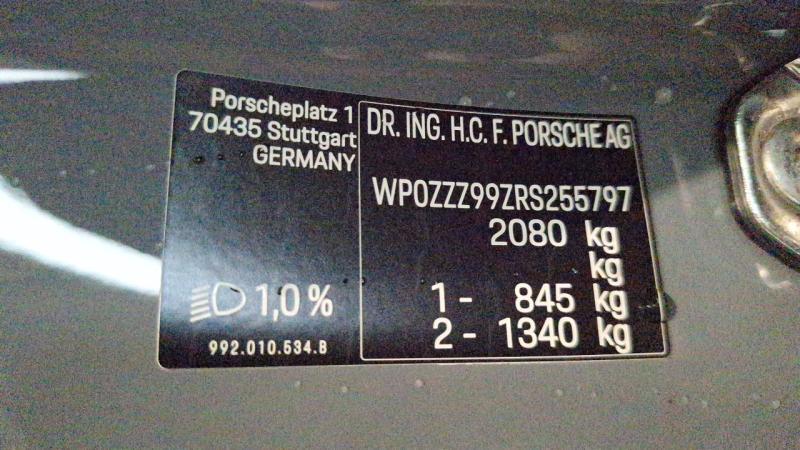 Porscheplatz 1
70435 Stuttgart
GERMANY
1,0 %
992.010.534.B
DR. ING. H.C. F. PORSCHE AG
WP0ZZZ99ZRS255797
2080 kg
kg
1 - 845 kg
2 - 1340 kg